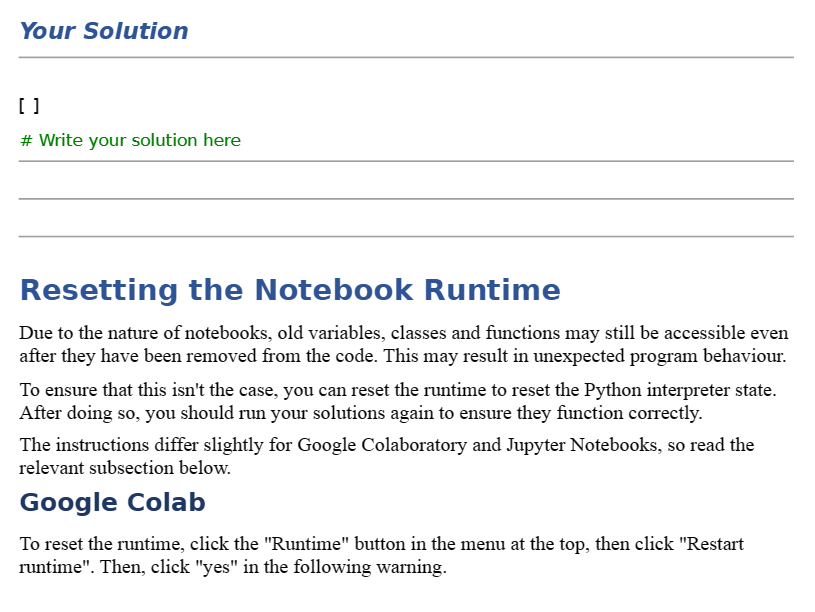 Your Solution
[ ]
# Write your solution here
Resetting the Notebook Runtime
Due to the nature of notebooks, old variables, classes and functions may still be accessible even
after they have been removed from the code. This may result in unexpected program behaviour.
To ensure that this isn't the case, you can reset the runtime to reset the Python interpreter state.
After doing so, you should run your solutions again to ensure they function correctly.
The instructions differ slightly for Google Colaboratory and Jupyter Notebooks, so read the
relevant subsection below.
Google Colab
To reset the runtime, click the "Runtime" button in the menu at the top, then click "Restart
runtime". Then, click "yes" in the following warning.